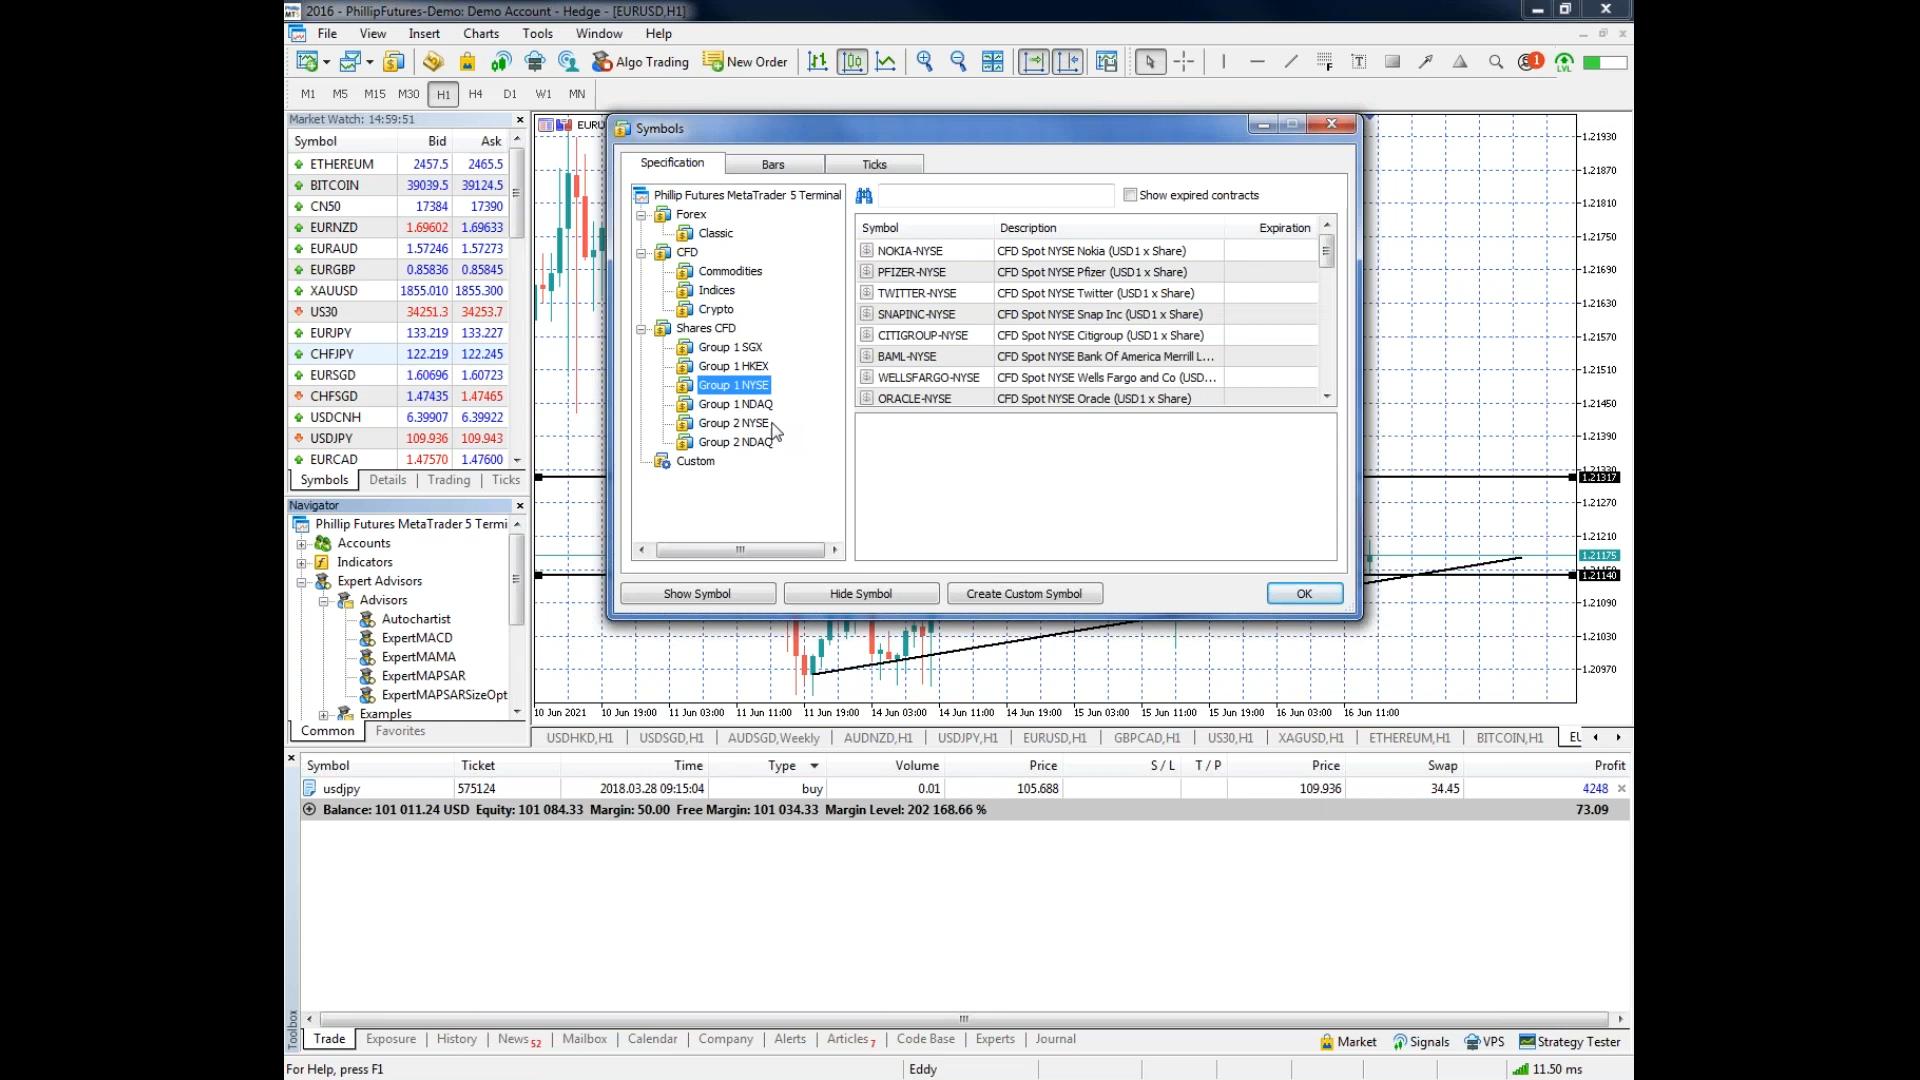 2016 - PhillipFutures-Demo: Demo Account - Hedge - [EURUSD,H1]
File View Insert Charts Tools Window Help
Algo Trading New Order 1 LVL
M1 M5 M15 M30 H1 H4 D1 W1 MN
Market Watch: 14:59:51
Symbol Bid Ask
ETHEREUM 2457.5 2465.5
BITCOIN 39039.5 39124.5
CN50 17384 17390
EURNZD 1.69602 1.69633
EURAUD 1.57246 1.57273
EURGBP 0.85836 0.85845
XAUUSD 1855.010 1855.300
US30 34251.3 34253.7
EURJPY 133.219 133.227
CHFJPY 122.219 122.245
EURSGD 1.60696 1.60723
CHFSGD 1.47435 1.47465
USDCNH 6.39907 6.39922
USDJPY 109.936 109.943
EURCAD 1.47570 1.47600
Symbols Details Trading Ticks
Navigator
Phillip Futures MetaTrader 5 Termi
Accounts
Indicators
Expert Advisors
Advisors
Autochartist
ExpertMACD
ExpertMAMA
ExpertMAPSAR
ExpertMAPSARSizeOpt
Examples
Common Favorites
Symbols
Specification Bars Ticks
Phillip Futures MetaTrader 5 Terminal
Forex
Classic
CFD
Commodities
Indices
Crypto
Shares CFD
Group 1 SGX
Group 1 HKEX
Group 1 NYSE
Group 1 NDAQ
Group 2 NYSE
Group 2 NDAQ
Custom
Show expired contracts
Symbol Description Expiration
NOKIA-NYSE CFD Spot NYSE Nokia (USD1 x Share)
PFIZER-NYSE CFD Spot NYSE Pfizer (USD1 x Share)
TWITTER-NYSE CFD Spot NYSE Twitter (USD1 x Share)
SNAPINC-NYSE CFD Spot NYSE Snap Inc (USD1 x Share)
CITIGROUP-NYSE CFD Spot NYSE Citigroup (USD1 x Share)
BAML-NYSE CFD Spot NYSE Bank Of America Merrill L...
WELLSFARGO-NYSE CFD Spot NYSE Wells Fargo and Co (USD...
ORACLE-NYSE CFD Spot NYSE Oracle (USD1 x Share)
Show Symbol Hide Symbol Create Custom Symbol OK
1.21930
1.21870
1.21810
1.21750
1.21690
1.21630
1.21570
1.21510
1.21450
1.21390
1.21330
1.21317
1.21270
1.21210
1.21175
1.21140
1.21090
1.21030
1.20970
10 Jun 2021 10 Jun 19:00 11 Jun 03:00 11 Jun 11:00 11 Jun 19:00 14 Jun 03:00 14 Jun 11:00 14 Jun 19:00 15 Jun 03:00 15 Jun 11:00 15 Jun 19:00 16 Jun 03:00 16 Jun 11:00
USDHKD,H1 USDSGD,H1 AUDSGD,Weekly AUDNZD,H1 USDJPY,H1 EURUSD,H1 GBPCAD,H1 US30,H1 XAGUSD,H1 ETHEREUM,H1 BITCOIN,H1
Symbol Ticket Time Type Volume Price S / L T / P Price Swap Profit
usdjpy 575124 2018.03.28 09:15:04 buy 0.01 105.688 109.936 34.45 4248
Balance: 101 011.24 USD Equity: 101 084.33 Margin: 50.00 Free Margin: 101 034.33 Margin Level: 202 168.66 % 73.09
Toolbox
Trade Exposure History News 52 Mailbox Calendar Company Alerts Articles 7 Code Base Experts Journal
Market Signals VPS Strategy Tester
For Help, press F1 Eddy 11.50 ms